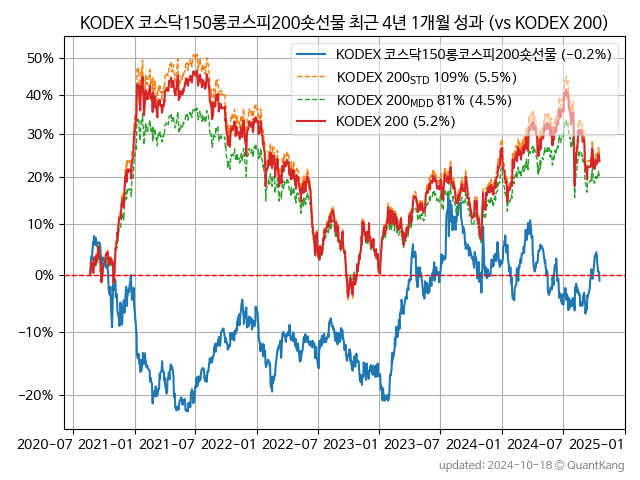 KODEX 코스닥150롱코스피200숏선물 최근 4년 1개월 성과 (vs KODEX 200)
KODEX 코스닥150롱코스피200숏선물 (−0.2%)
KODEX 200STD 109% (5.5%)
KODEX 200MDD 81% (4.5%)
KODEX 200 (5.2%)
50%
40%
30%
20%
10%
0%
−10%
−20%
2020-07 2021-01 2021-07 2022-01 2022-07 2023-01 2023-07 2024-01 2024-07 2025-01
updated: 2024-10-18 © QuantKang